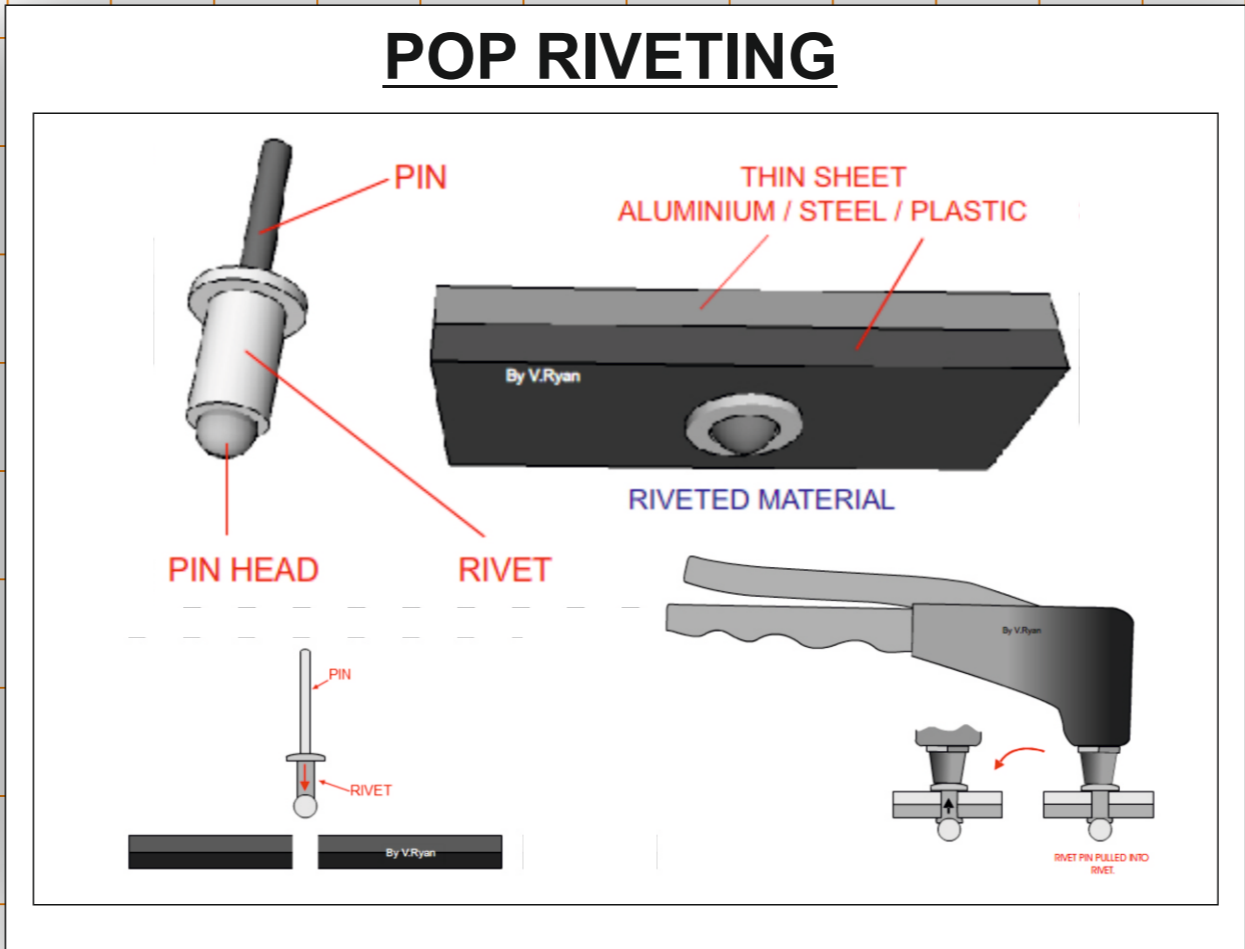 POP RIVETING
PIN
THIN SHEET
ALUMINIUM / STEEL / PLASTIC
By V.Ryan
RIVETED MATERIAL
PIN HEAD
RIVET
By V.Ryan
PIN
RIVET
By V.Ryan
RIVET PIN PULLED INTO
RIVET.